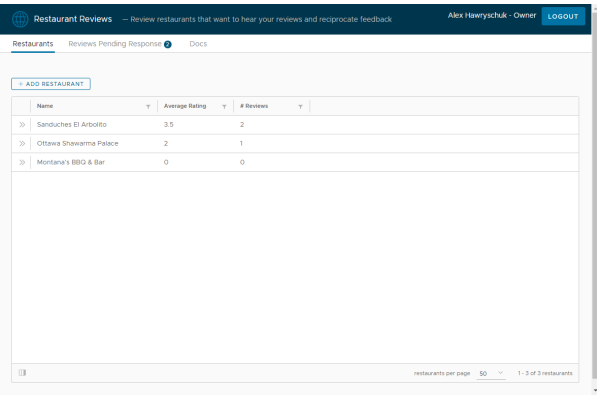 Restaurant Reviews — Review restaurants that want to hear your reviews and reciprocate feedback Alex Hawryschuk - Owner LOGOUT
Restaurants Reviews Pending Response 2 Docs
+ ADD RESTAURANT
Name Average Rating # Reviews
Sanduches El Arbolito 3.5 2
Ottawa Shawarma Palace 2 1
Montana's BBQ & Bar 0 0
restaurants per page 50 1 - 3 of 3 restaurants